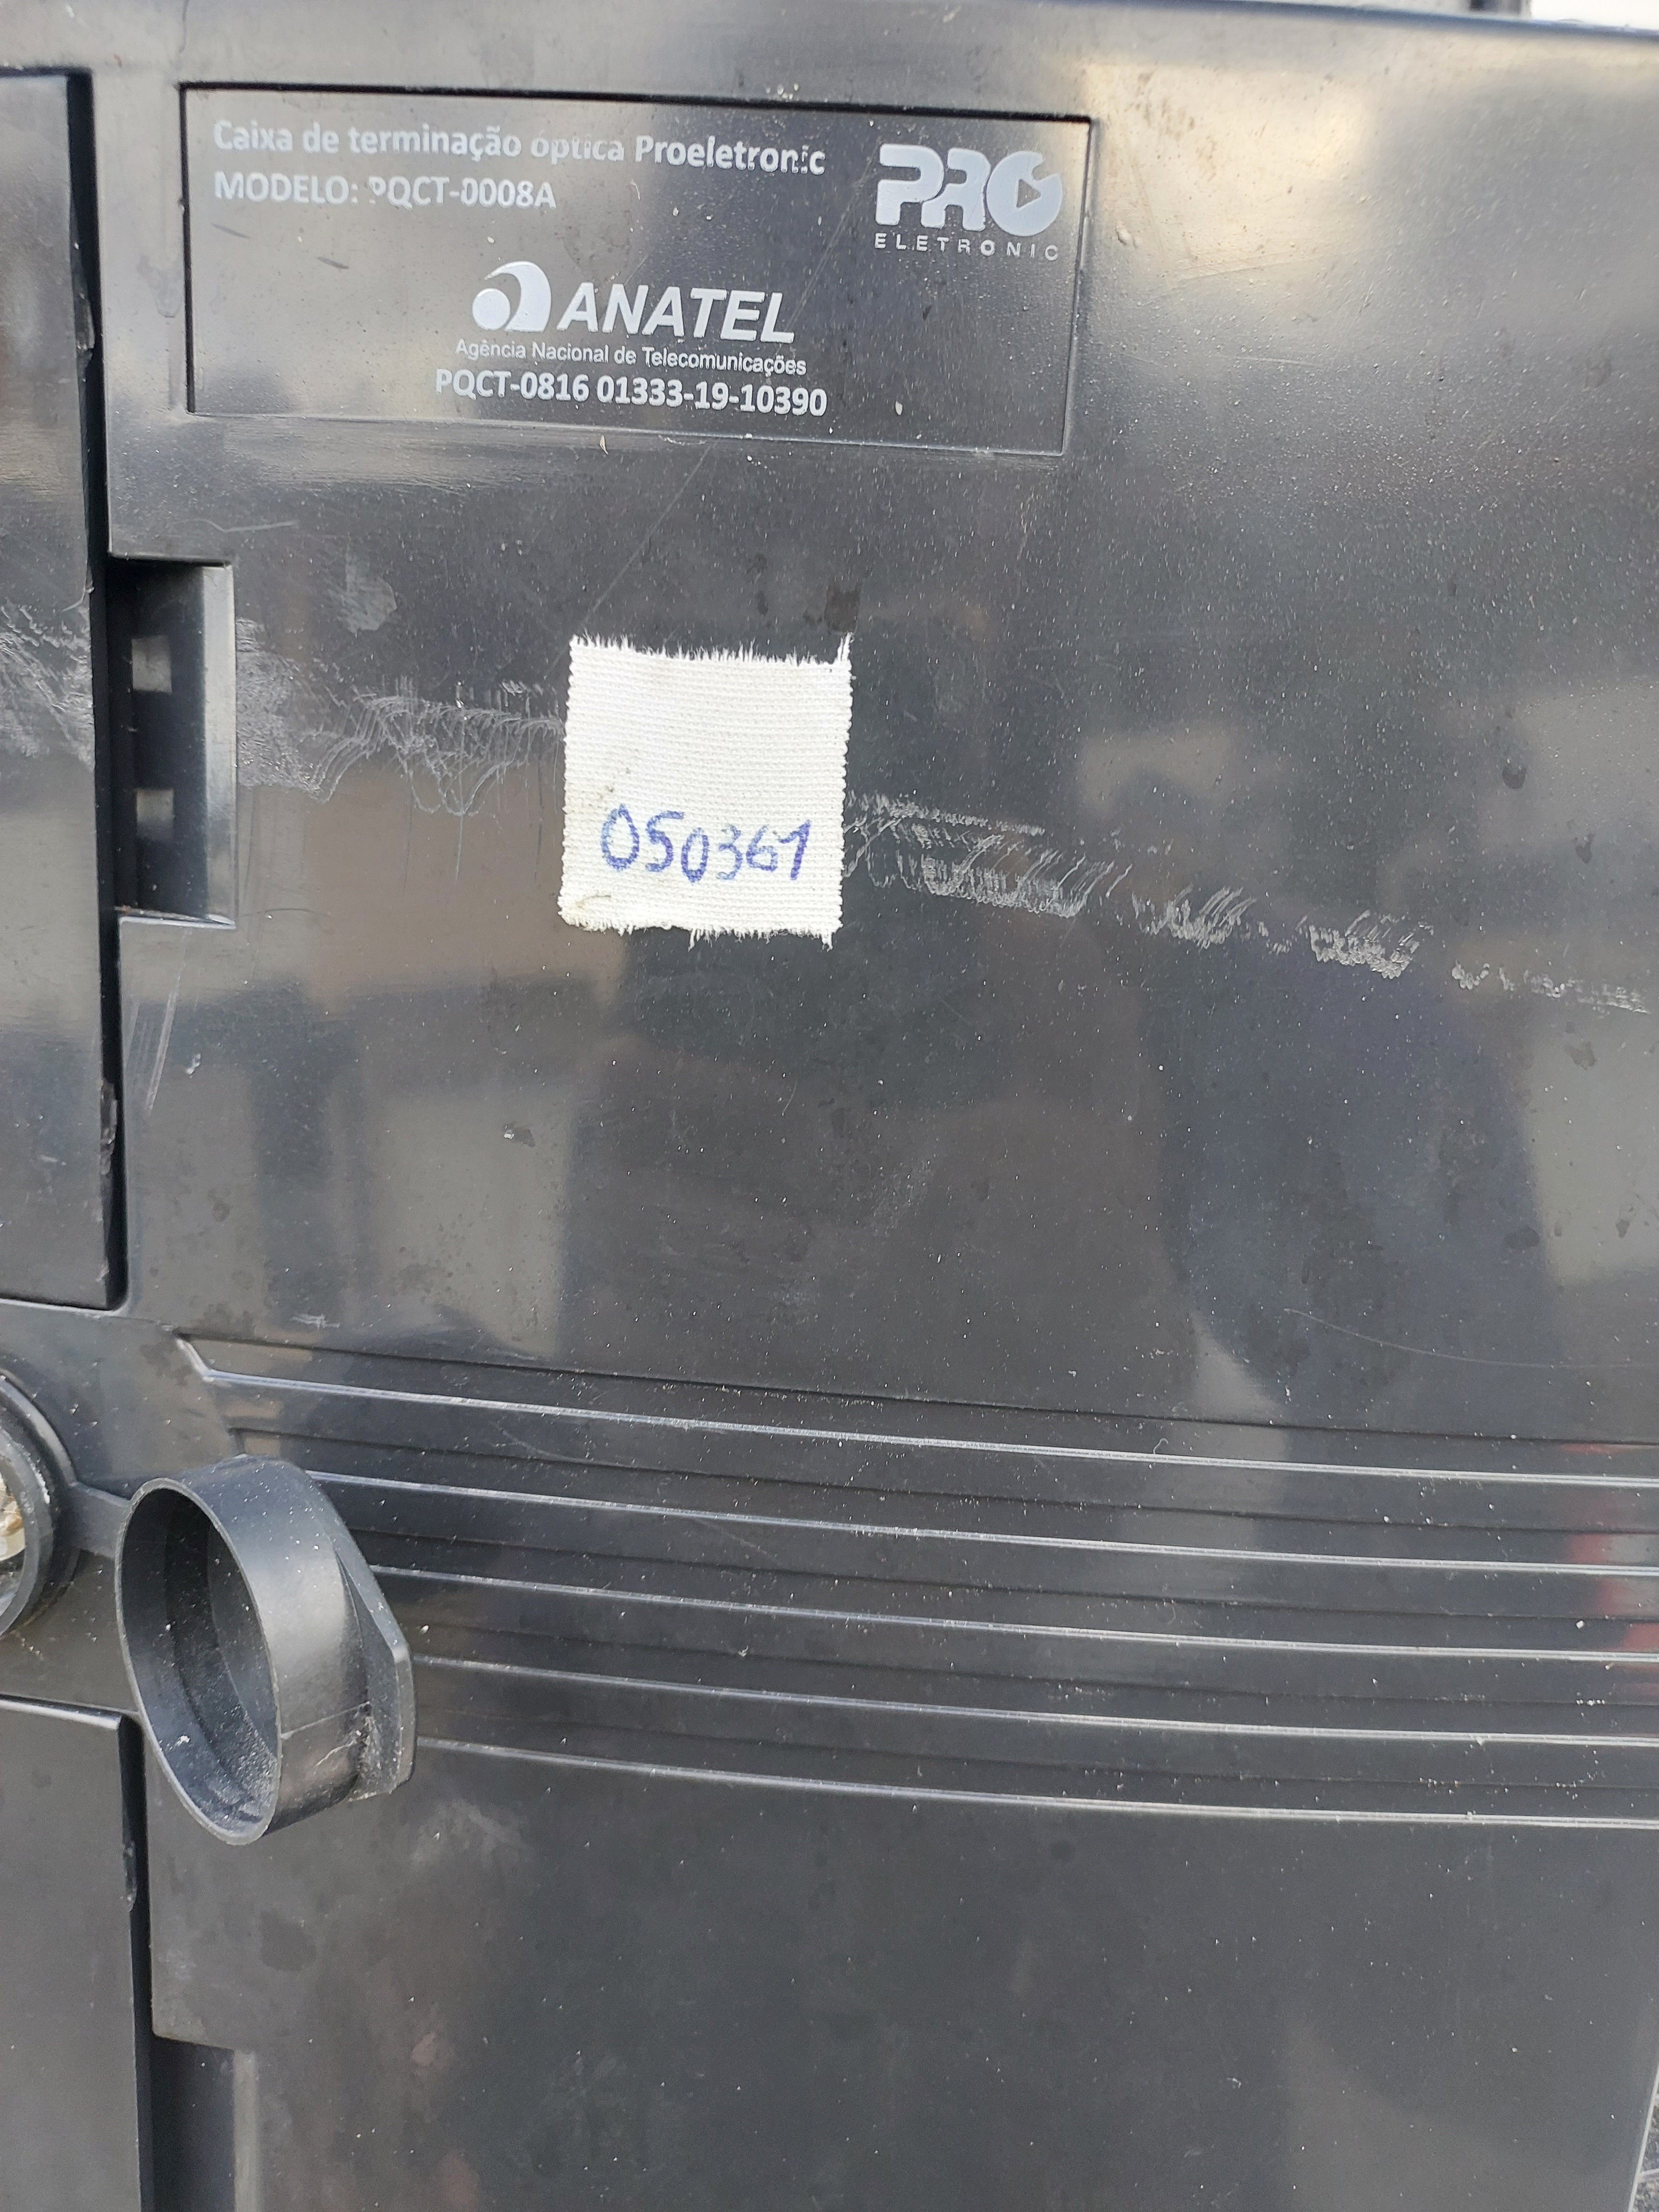 Caixa de terminação óptica Proeletronic
MODELO: PQCT-0008A
PRO
ELETRONIC
ANATEL
Agência Nacional de Telecomunicações
PQCT-0816 01333-19-10390
050361